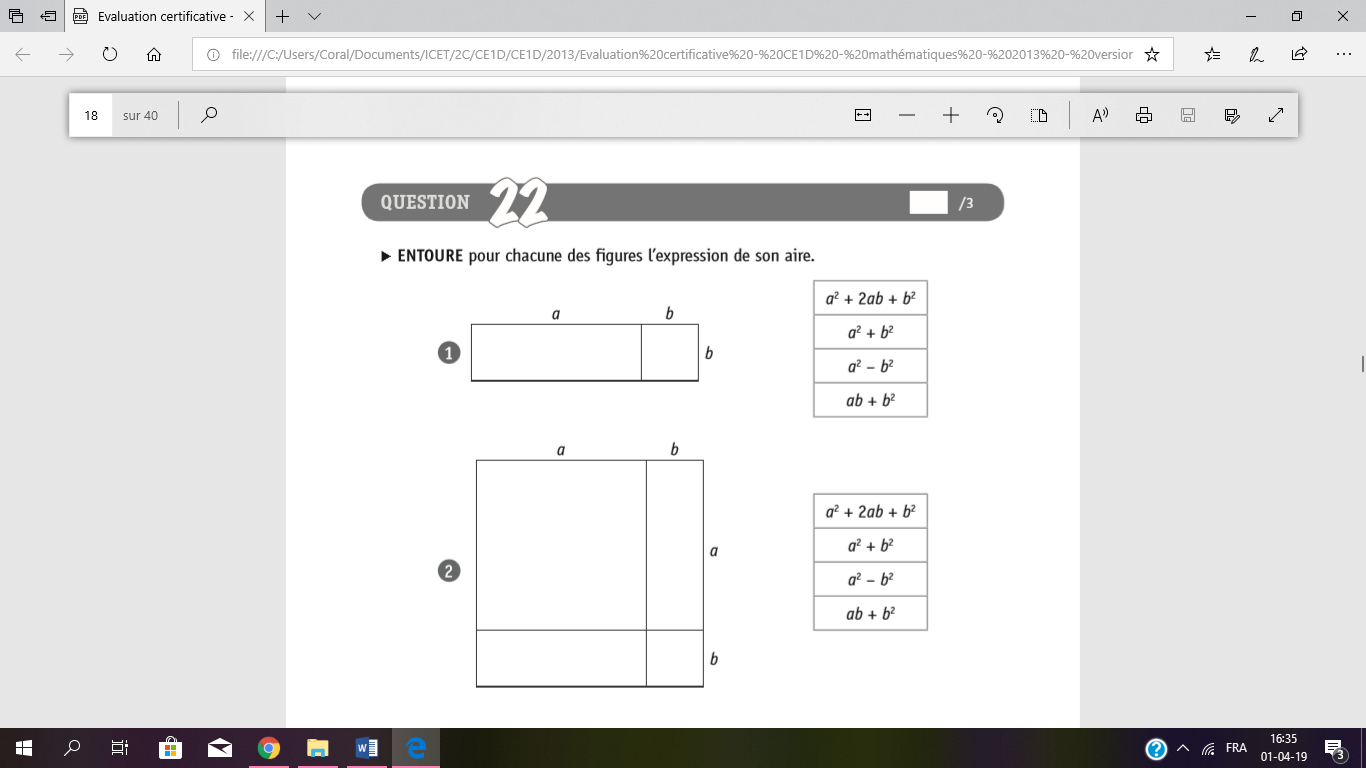 Evaluation certificative -
file:///C:/Users/Coral/Documents/ICET/2C/CE1D/CE1D/2013/Evaluation%20certificative%20-%20CE1D%20-%20mathématiques%20-%202013%20-%20version
18 sur 40
QUESTION 22 /3
▶ ENTOURE pour chacune des figures l'expression de son aire.
a b
1 b
a² + 2ab + b²
a² + b²
a² – b²
ab + b²
a b
2 a
b
a² + 2ab + b²
a² + b²
a² – b²
ab + b²
FRA
16:35
01-04-19
3